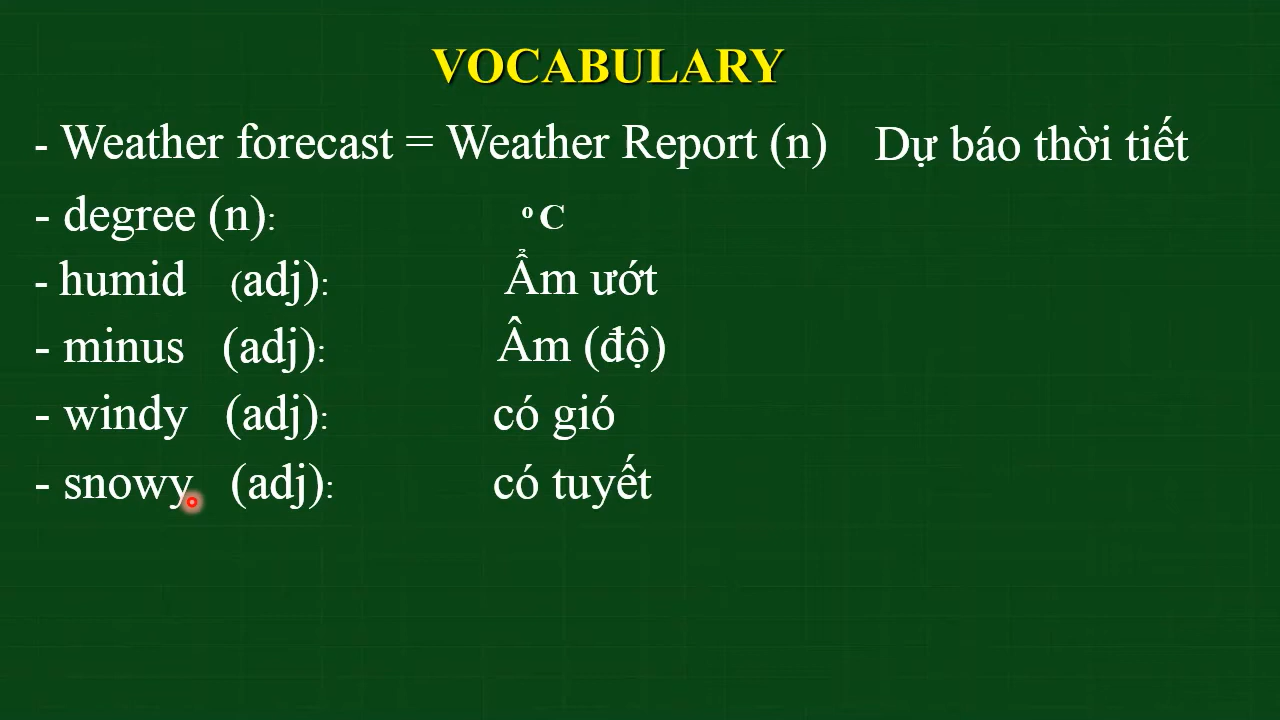 VOCABULARY
- Weather forecast = Weather Report (n) Dự báo thời tiết
- degree (n): º C
- humid (adj): Ẩm ướt
- minus (adj): Âm (độ)
- windy (adj): có gió
- snowy (adj): có tuyết